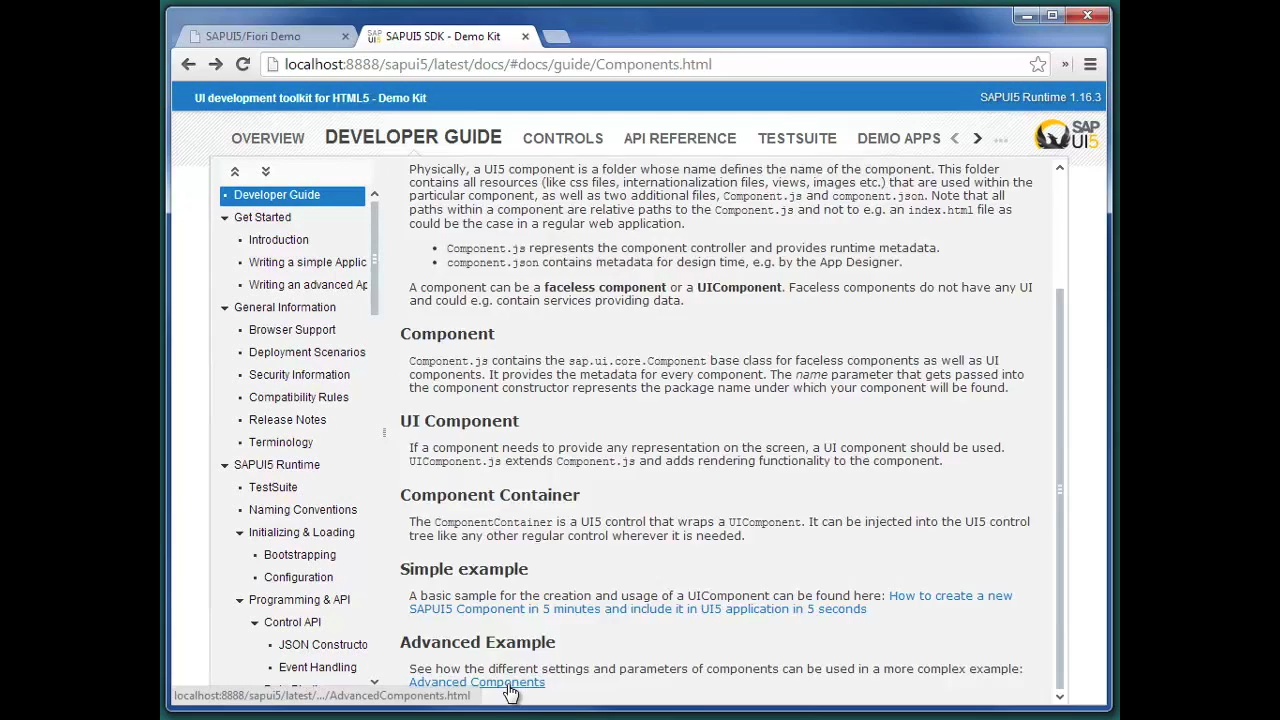 SAPUI5/Fiori Demo
SAPUI5 SDK - Demo Kit
localhost:8888/sapui5/latest/docs/#docs/guide/Components.html
UI development toolkit for HTML5 - Demo Kit
SAPUI5 Runtime 1.16.3
OVERVIEW DEVELOPER GUIDE CONTROLS API REFERENCE TESTSUITE DEMO APPS
SAP
UI5
Developer Guide
Get Started
Introduction
Writing a simple Applic
Writing an advanced Ap
General Information
Browser Support
Deployment Scenarios
Security Information
Compatibility Rules
Release Notes
Terminology
SAPUI5 Runtime
TestSuite
Naming Conventions
Initializing & Loading
Bootstrapping
Configuration
Programming & API
Control API
JSON Constructo
Event Handling
Physically, a UI5 component is a folder whose name defines the name of the component. This folder
contains all resources (like css files, internationalization files, views, images etc.) that are used within the
particular component, as well as two additional files, Component.js and component.json. Note that all
paths within a component are relative paths to the Component.js and not to e.g. an index.html file as
could be the case in a regular web application.
• Component.js represents the component controller and provides runtime metadata.
• component.json contains metadata for design time, e.g. by the App Designer.
A component can be a faceless component or a UIComponent. Faceless components do not have any UI
and could e.g. contain services providing data.
Component
Component.js contains the sap.ui.core.Component base class for faceless components as well as UI
components. It provides the metadata for every component. The name parameter that gets passed into
the component constructor represents the package name under which your component will be found.
UI Component
If a component needs to provide any representation on the screen, a UI component should be used.
UIComponent.js extends Component.js and adds rendering functionality to the component.
Component Container
The ComponentContainer is a UI5 control that wraps a UIComponent. It can be injected into the UI5 control
tree like any other regular control wherever it is needed.
Simple example
A basic sample for the creation and usage of a UIComponent can be found here: How to create a new
SAPUI5 Component in 5 minutes and include it in UI5 application in 5 seconds
Advanced Example
See how the different settings and parameters of components can be used in a more complex example:
Advanced Components
localhost:8888/sapui5/latest/.../AdvancedComponents.html